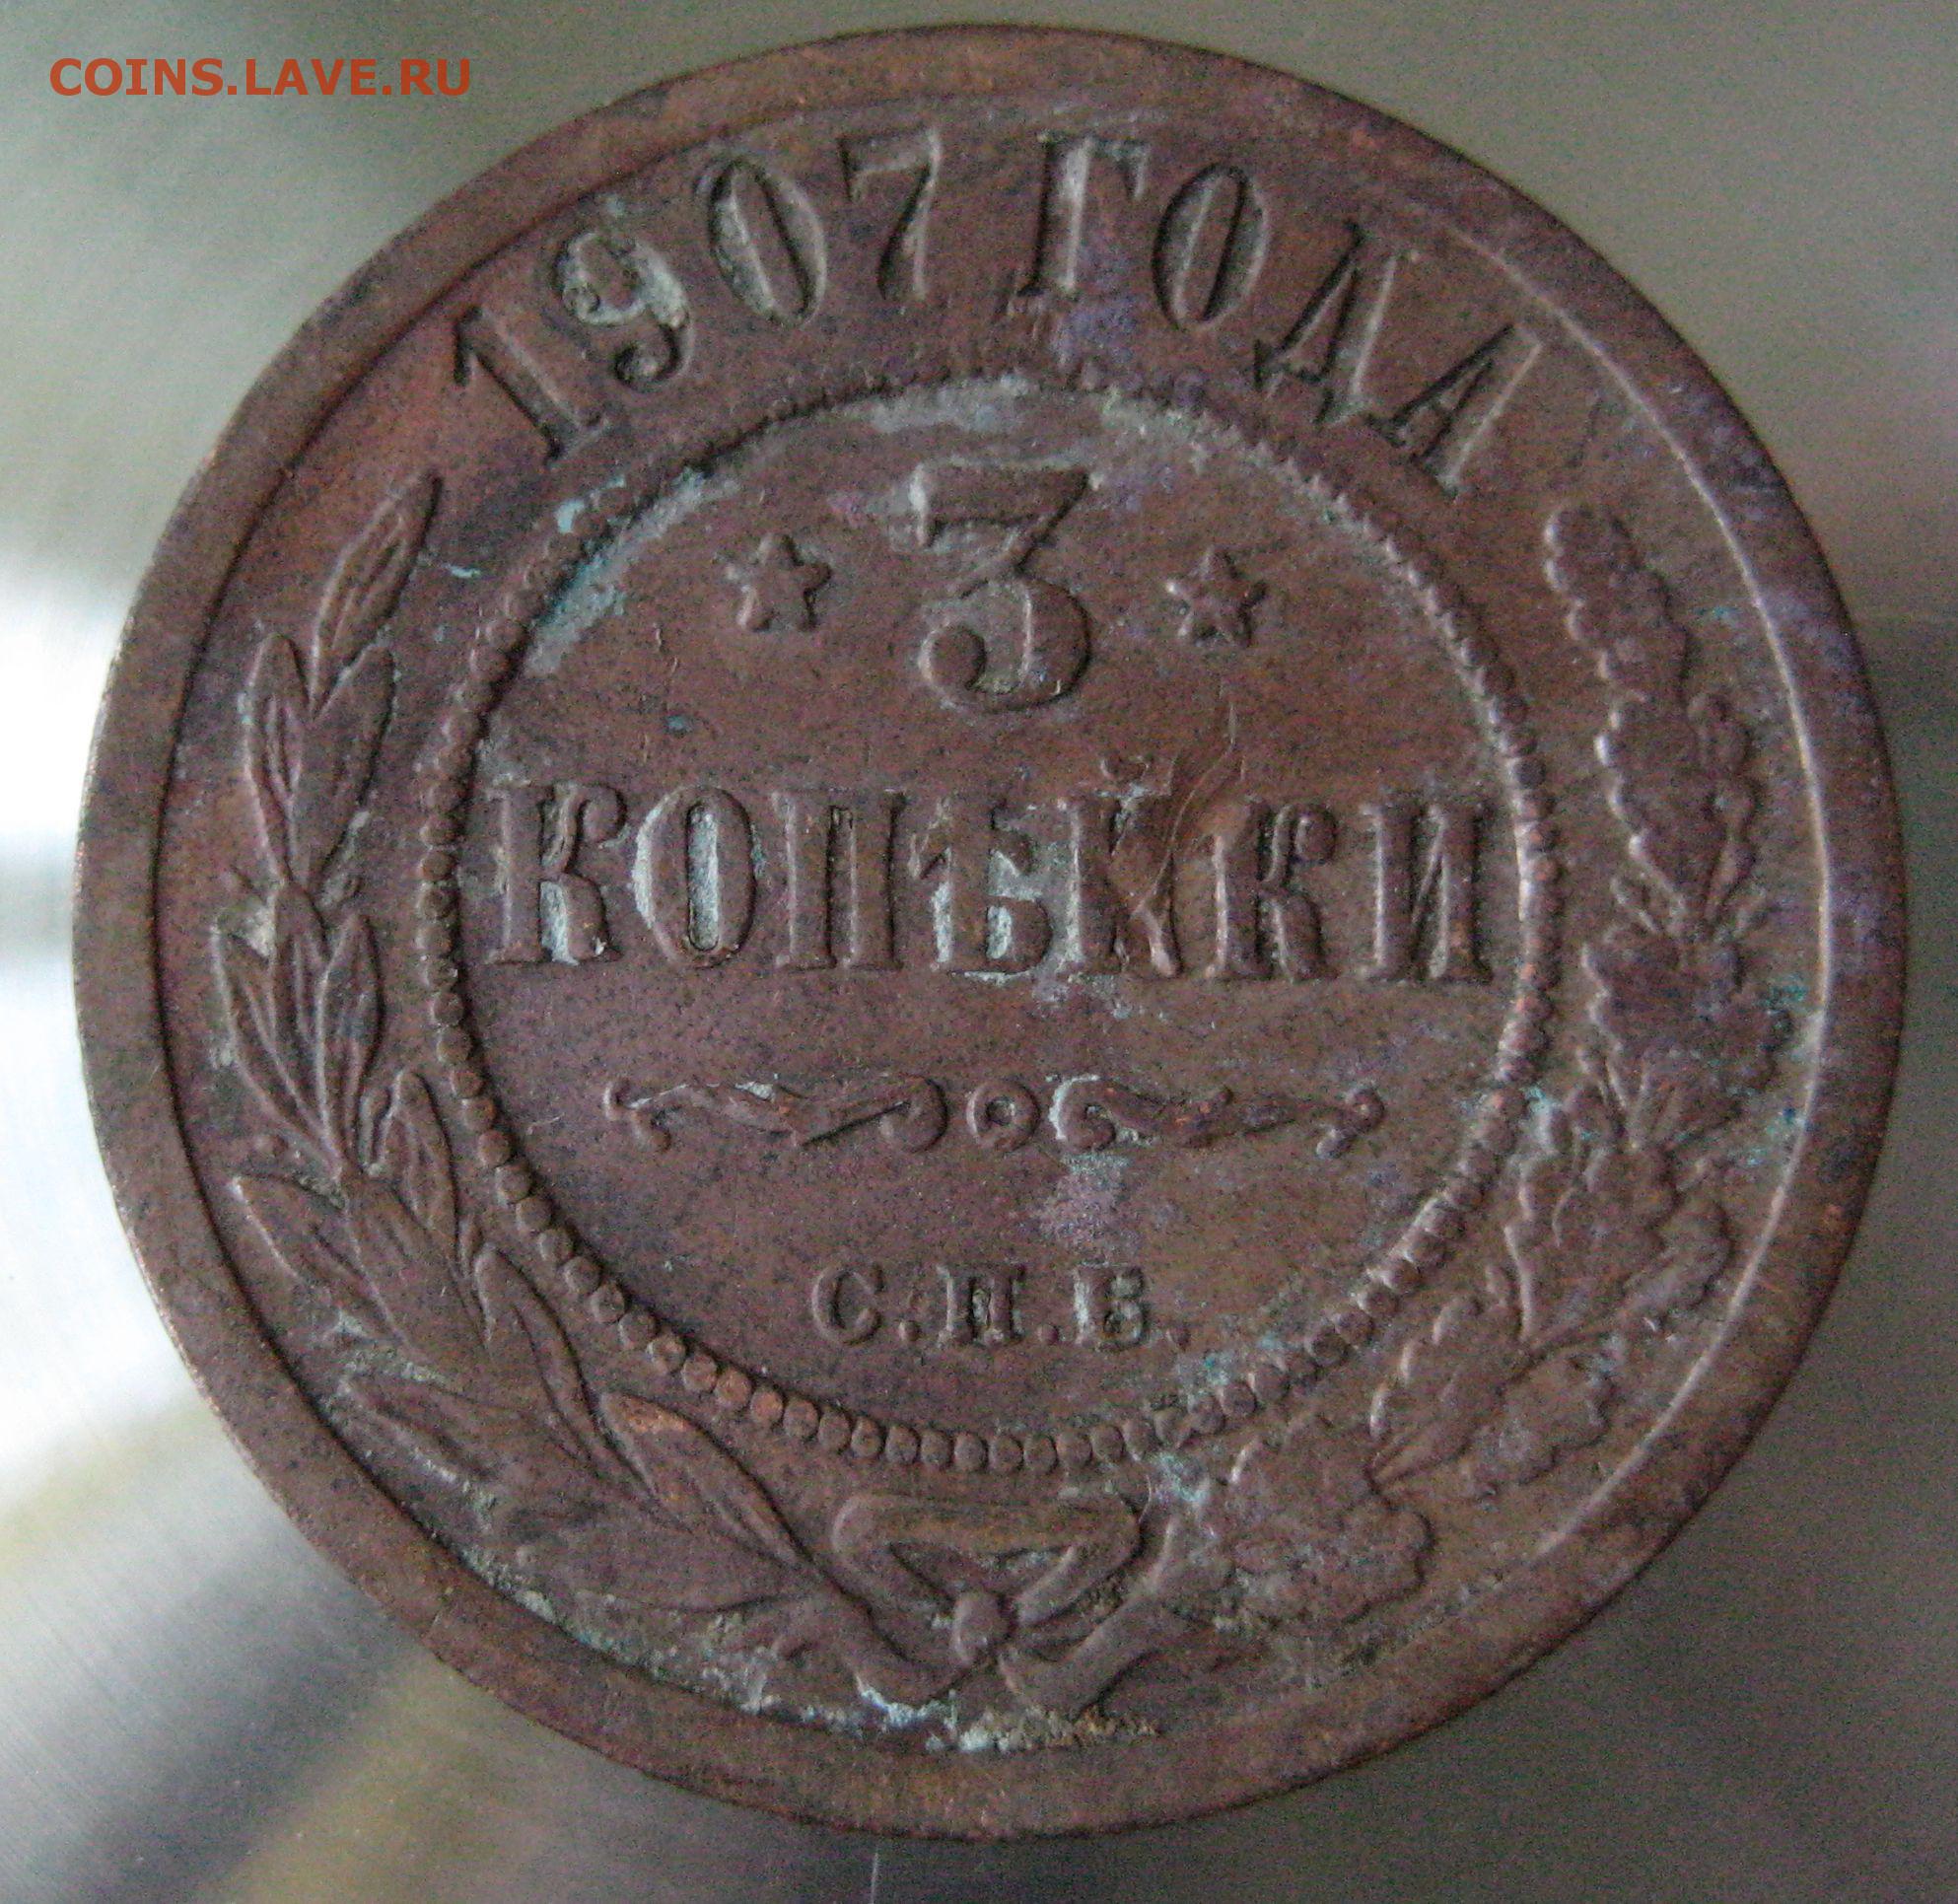 COINS.LAVE.RU
1907 ГОДА
3
КОПѢЙКИ
С.П.Б.